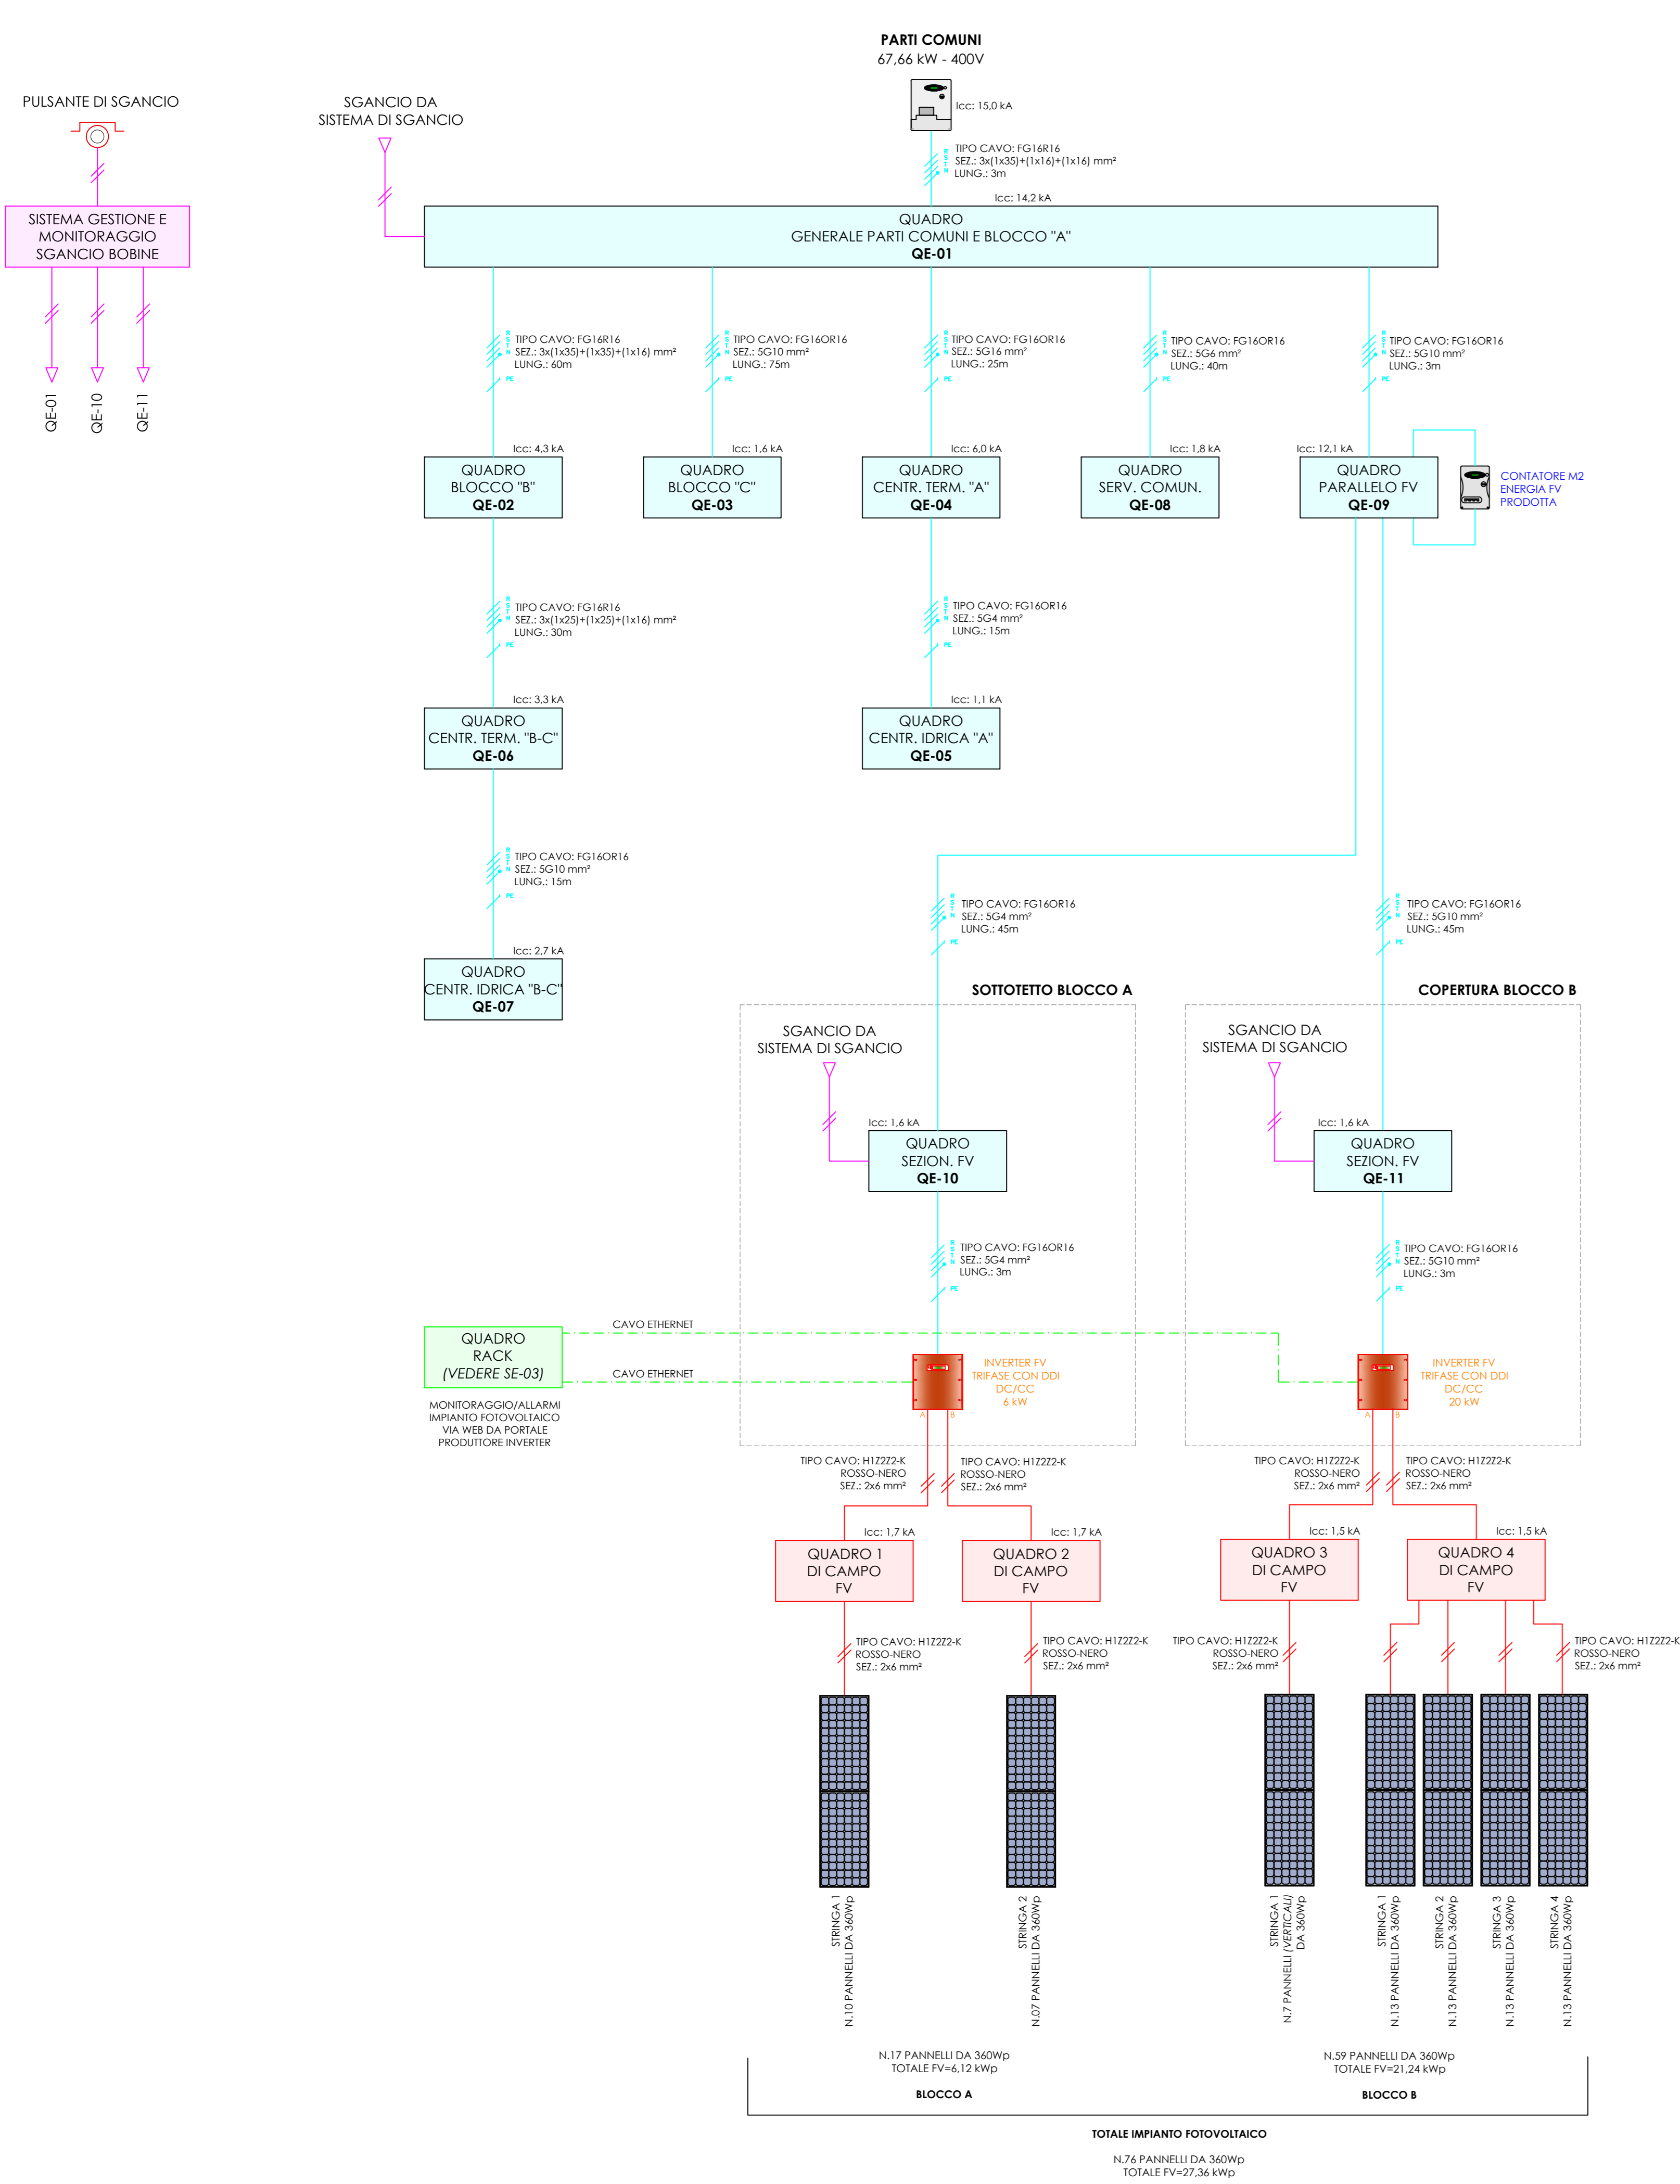 PARTI COMUNI
67,66 kW - 400V
Icc: 15,0 kA
PULSANTE DI SGANCIO
SGANCIO DA
SISTEMA DI SGANCIO
TIPO CAVO: FG16R16
SEZ.: 3x(1x35)+(1x16)+(1x16) mm²
LUNG.: 3m
R
S
T
N
Icc: 14,2 kA
SISTEMA GESTIONE E
MONITORAGGIO
SGANCIO BOBINE
QE-01
QE-10
QE-11
QUADRO
GENERALE PARTI COMUNI E BLOCCO "A"
QE-01
R
S
T
N
TIPO CAVO: FG16R16
SEZ.: 3x(1x35)+(1x35)+(1x16) mm²
LUNG.: 60m
PE
R
S
T
N
TIPO CAVO: FG16OR16
SEZ.: 5G10 mm²
LUNG.: 75m
PE
R
S
T
N
TIPO CAVO: FG16OR16
SEZ.: 5G16 mm²
LUNG.: 25m
PE
R
S
T
N
TIPO CAVO: FG16OR16
SEZ.: 5G6 mm²
LUNG.: 40m
PE
R
S
T
N
TIPO CAVO: FG16OR16
SEZ.: 5G10 mm²
LUNG.: 3m
PE
Icc: 4,3 kA
QUADRO
BLOCCO "B"
QE-02
Icc: 1,6 kA
QUADRO
BLOCCO "C"
QE-03
Icc: 6,0 kA
QUADRO
CENTR. TERM. "A"
QE-04
Icc: 1,8 kA
QUADRO
SERV. COMUN.
QE-08
Icc: 12,1 kA
QUADRO
PARALLELO FV
QE-09
CONTATORE M2
ENERGIA FV
PRODOTTA
R
S
T
N
TIPO CAVO: FG16R16
SEZ.: 3x(1x25)+(1x25)+(1x16) mm²
LUNG.: 30m
PE
R
S
T
N
TIPO CAVO: FG16OR16
SEZ.: 5G4 mm²
LUNG.: 15m
PE
Icc: 3,3 kA
QUADRO
CENTR. TERM. "B-C"
QE-06
Icc: 1,1 kA
QUADRO
CENTR. IDRICA "A"
QE-05
R
S
T
N
TIPO CAVO: FG16OR16
SEZ.: 5G10 mm²
LUNG.: 15m
PE
R
S
T
N
TIPO CAVO: FG16OR16
SEZ.: 5G4 mm²
LUNG.: 45m
PE
R
S
T
N
TIPO CAVO: FG16OR16
SEZ.: 5G10 mm²
LUNG.: 45m
PE
Icc: 2,7 kA
QUADRO
CENTR. IDRICA "B-C"
QE-07
SOTTOTETTO BLOCCO A
SGANCIO DA
SISTEMA DI SGANCIO
Icc: 1,6 kA
QUADRO
SEZION. FV
QE-10
R
S
T
N
TIPO CAVO: FG16OR16
SEZ.: 5G4 mm²
LUNG.: 3m
PE
COPERTURA BLOCCO B
SGANCIO DA
SISTEMA DI SGANCIO
Icc: 1,6 kA
QUADRO
SEZION. FV
QE-11
R
S
T
N
TIPO CAVO: FG16OR16
SEZ.: 5G10 mm²
LUNG.: 3m
PE
QUADRO
RACK
(VEDERE SE-03)
MONITORAGGIO/ALLARMI
IMPIANTO FOTOVOLTAICO
VIA WEB DA PORTALE
PRODUTTORE INVERTER
CAVO ETHERNET
CAVO ETHERNET
INVERTER FV
TRIFASE CON DDI
DC/CC
6 kW
A B
INVERTER FV
TRIFASE CON DDI
DC/CC
20 kW
A B
TIPO CAVO: H1Z2Z2-K
ROSSO-NERO
SEZ.: 2x6 mm²
TIPO CAVO: H1Z2Z2-K
ROSSO-NERO
SEZ.: 2x6 mm²
TIPO CAVO: H1Z2Z2-K
ROSSO-NERO
SEZ.: 2x6 mm²
TIPO CAVO: H1Z2Z2-K
ROSSO-NERO
SEZ.: 2x6 mm²
Icc: 1,7 kA
QUADRO 1
DI CAMPO
FV
Icc: 1,7 kA
QUADRO 2
DI CAMPO
FV
Icc: 1,5 kA
QUADRO 3
DI CAMPO
FV
Icc: 1,5 kA
QUADRO 4
DI CAMPO
FV
TIPO CAVO: H1Z2Z2-K
ROSSO-NERO
SEZ.: 2x6 mm²
TIPO CAVO: H1Z2Z2-K
ROSSO-NERO
SEZ.: 2x6 mm²
TIPO CAVO: H1Z2Z2-K
ROSSO-NERO
SEZ.: 2x6 mm²
TIPO CAVO: H1Z2Z2-K
ROSSO-NERO
SEZ.: 2x6 mm²
STRINGA 1
N.10 PANNELLI DA 360Wp
STRINGA 2
N.07 PANNELLI DA 360Wp
STRINGA 1
N.7 PANNELLI (VERTICALI)
DA 360Wp
STRINGA 1
N.13 PANNELLI DA 360Wp
STRINGA 2
N.13 PANNELLI DA 360Wp
STRINGA 3
N.13 PANNELLI DA 360Wp
STRINGA 4
N.13 PANNELLI DA 360Wp
N.17 PANNELLI DA 360Wp
TOTALE FV=6,12 kWp
BLOCCO A
N.59 PANNELLI DA 360Wp
TOTALE FV=21,24 kWp
BLOCCO B
TOTALE IMPIANTO FOTOVOLTAICO
N.76 PANNELLI DA 360Wp
TOTALE FV=27,36 kWp